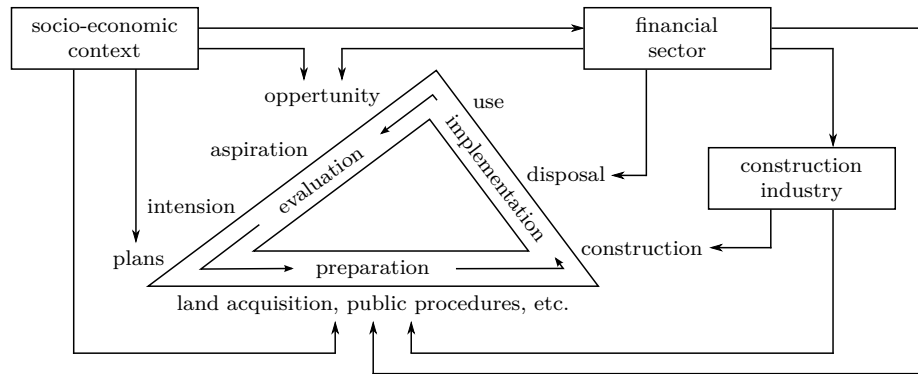 socio-economic
context
financial
sector
oppertunity
use
aspiration
evaluation
implementation
construction
industry
disposal
intension
plans
construction
preparation
land acquisition, public procedures, etc.